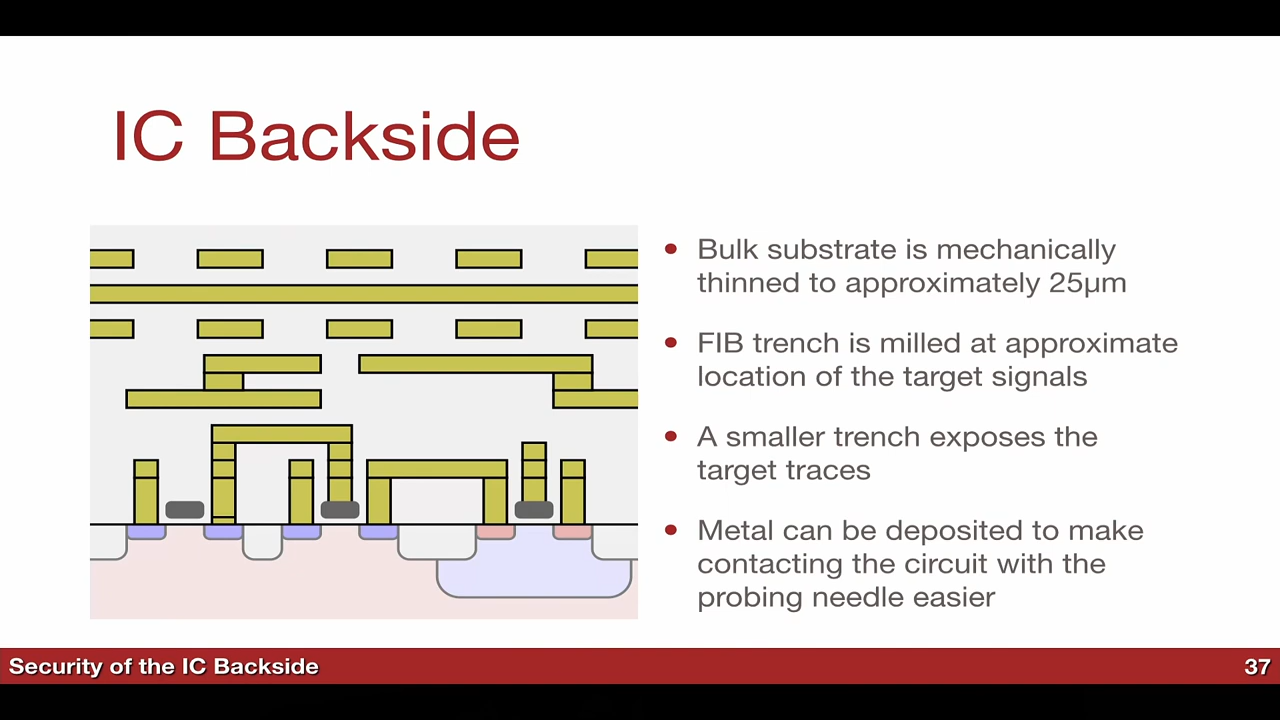 IC Backside
• Bulk substrate is mechanically
thinned to approximately 25µm
• FIB trench is milled at approximate
location of the target signals
• A smaller trench exposes the
target traces
• Metal can be deposited to make
contacting the circuit with the
probing needle easier
Security of the IC Backside
37